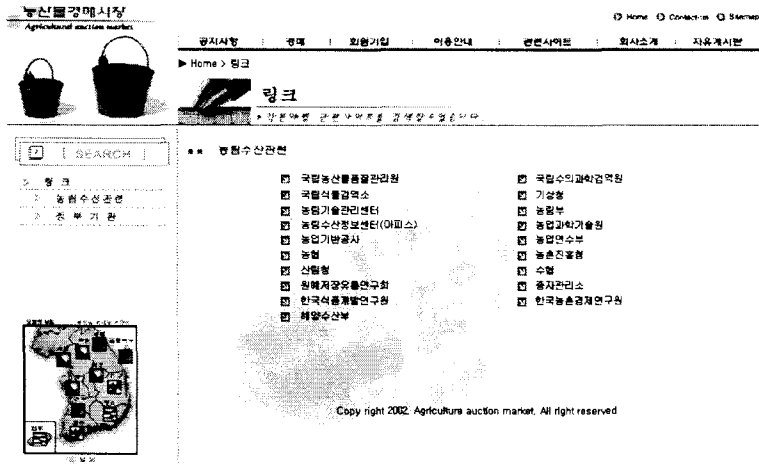 농산물경매시장
Agricultural auction market
Home Contact-us Sitemap
공지사항 경매 회원가입 이용안내 관련사이트 회사소개 자유게시판
Home > 링크
링크
[ SEARCH ]
농림수산관련
> 링크
> 농림수산관련
> 정부기관
국립농산물품질관리원
국립식물검역소
농림기술관리센터
농림수산정보센터(아피스)
농업기반공사
농협
산림청
원예저장유통연구회
한국식품개발연구원
해양수산부
국립수의과학검역원
기상청
농림부
농업과학기술원
농업연수부
농촌진흥청
수협
종자관리소
한국농촌경제연구원
Copy right 2002, Agriculture auction market, All right reserved